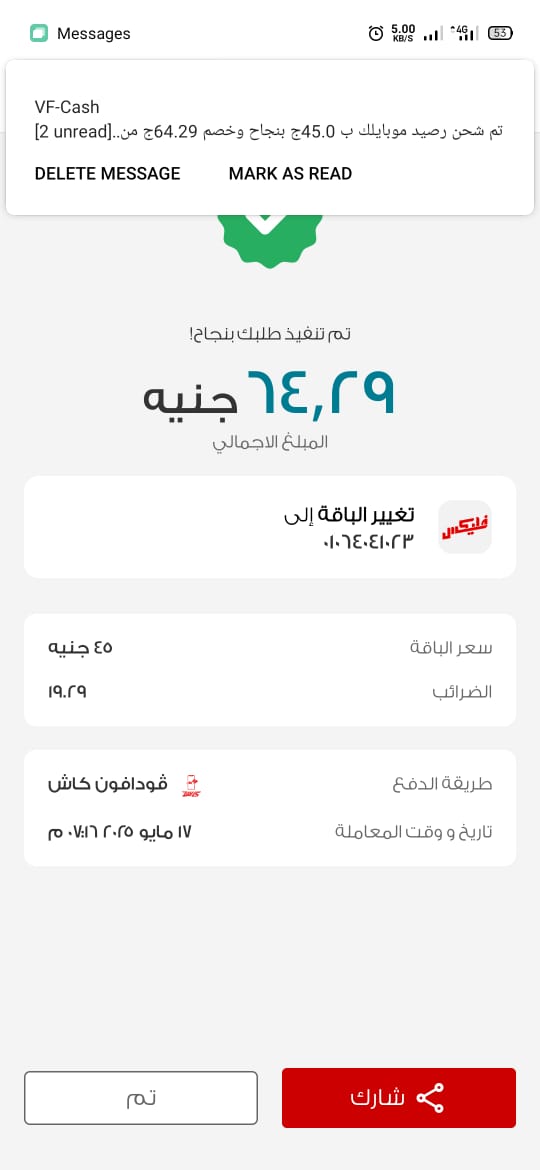 Messages
5.00 KB/S
4G
53
VF-Cash
تم شحن رصيد موبايلك ب 45.0ج بنجاح وخصم 64.29ج من..[2 unread]
DELETE MESSAGE
MARK AS READ
تم تنفيذ طلبك بنجاح!
٦٤,٢٩ جنيه
المبلغ الاجمالي
فليكس
تغيير الباقة إلى
٠١٠٦٤٠٤١٠٢٣
سعر الباقة
٤٥ جنيه
الضرائب
١٩.٢٩
طريقة الدفع
ڤودافون كاش
تاريخ و وقت المعاملة
١٧ مايو ٢٠٢٥ ٠٧:١٦ م
شارك
تم